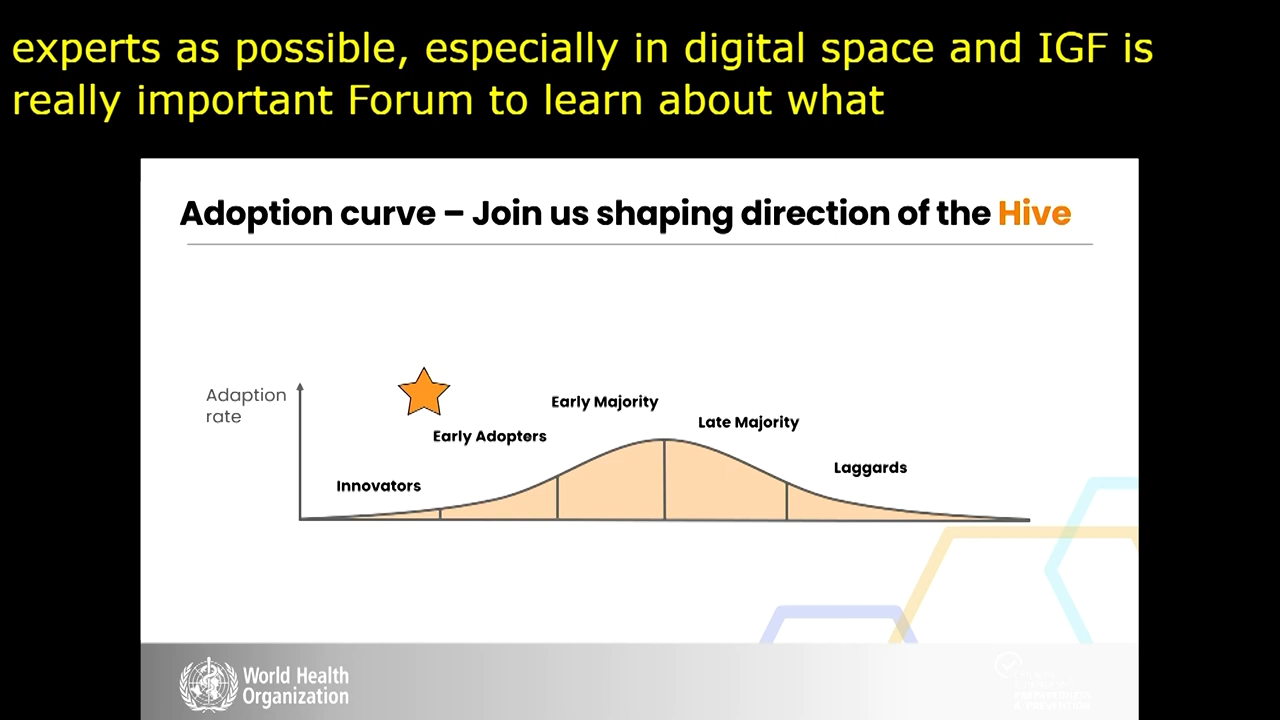 experts as possible, especially in digital space and IGF is
really important Forum to learn about what
Adoption curve – Join us shaping direction of the Hive
Adaption
rate
Early Majority
Late Majority
Early Adopters
Laggards
Innovators
World Health
Organization
PREPAREDNESS
& PREVENTION